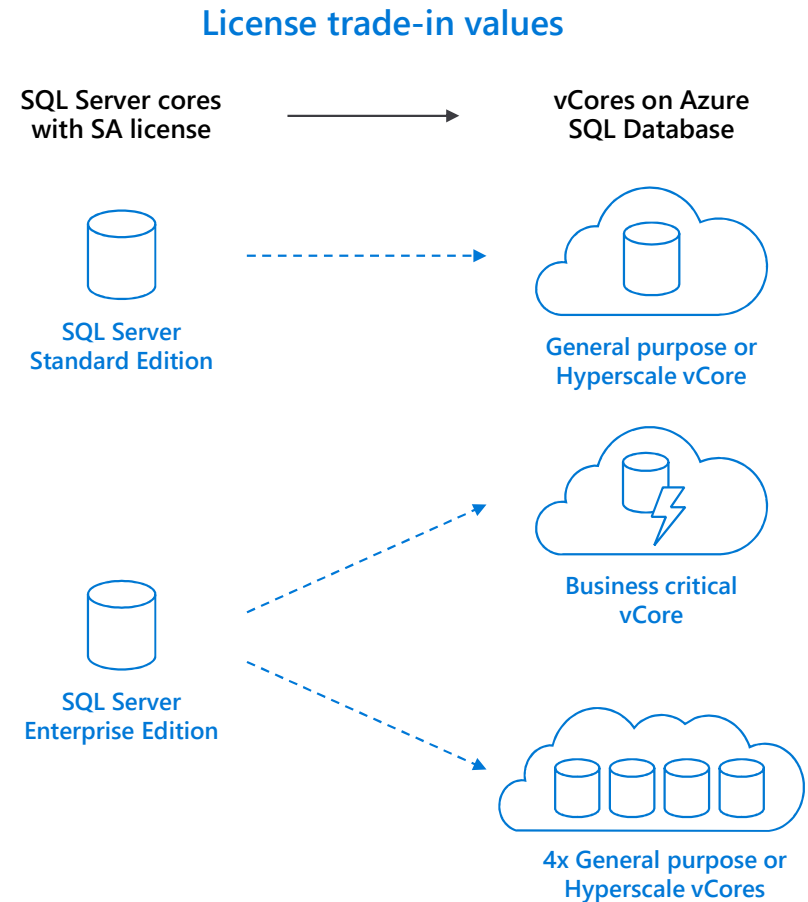 License trade-in values
SQL Server cores
with SA license
vCores on Azure
SQL Database
SQL Server
Standard Edition
General purpose or
Hyperscale vCore
Business critical
vCore
SQL Server
Enterprise Edition
4x General purpose or
Hyperscale vCores